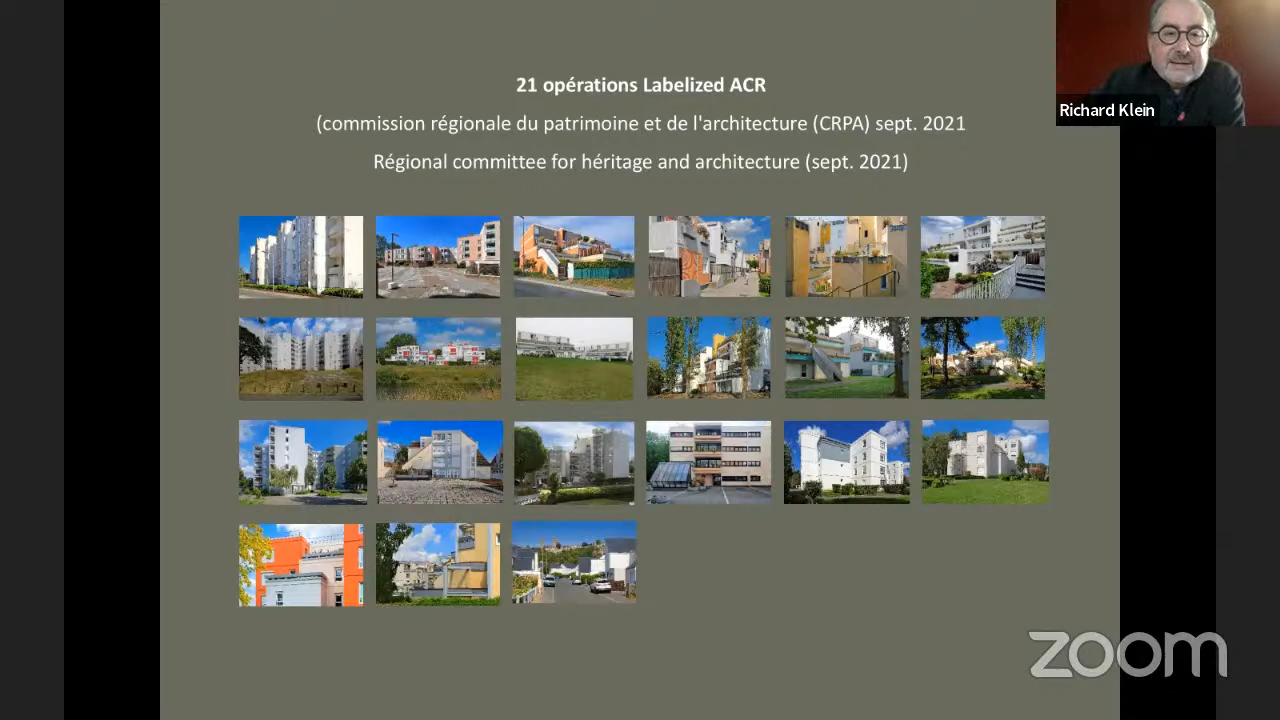 21 opérations Labelized ACR
(commission régionale du patrimoine et de l'architecture (CRPA) sept. 2021
Régional committee for héritage and architecture (sept. 2021)
Richard Klein
zoom